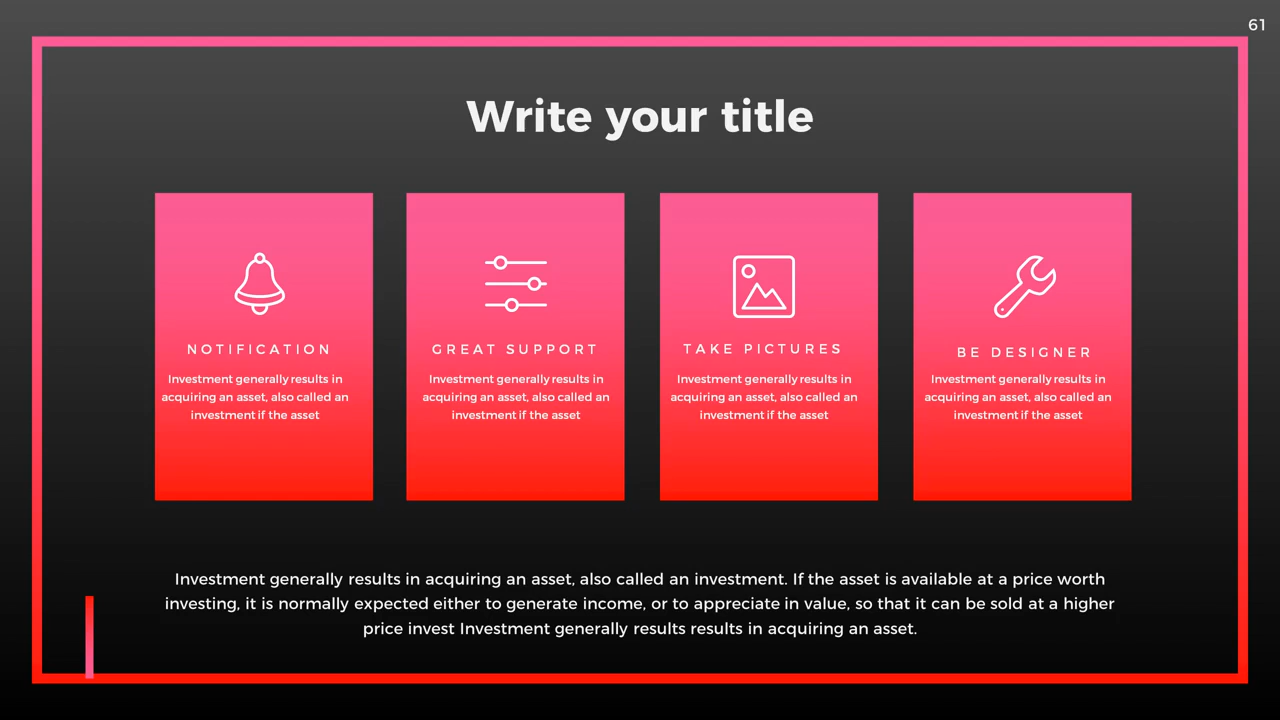 61
Write your title
NOTIFICATION
Investment generally results in
acquiring an asset, also called an
investment if the asset
GREAT SUPPORT
Investment generally results in
acquiring an asset, also called an
investment if the asset
TAKE PICTURES
Investment generally results in
acquiring an asset, also called an
investment if the asset
BE DESIGNER
Investment generally results in
acquiring an asset, also called an
investment if the asset
Investment generally results in acquiring an asset, also called an investment. If the asset is available at a price worth
investing, it is normally expected either to generate income, or to appreciate in value, so that it can be sold at a higher
price invest Investment generally results results in acquiring an asset.